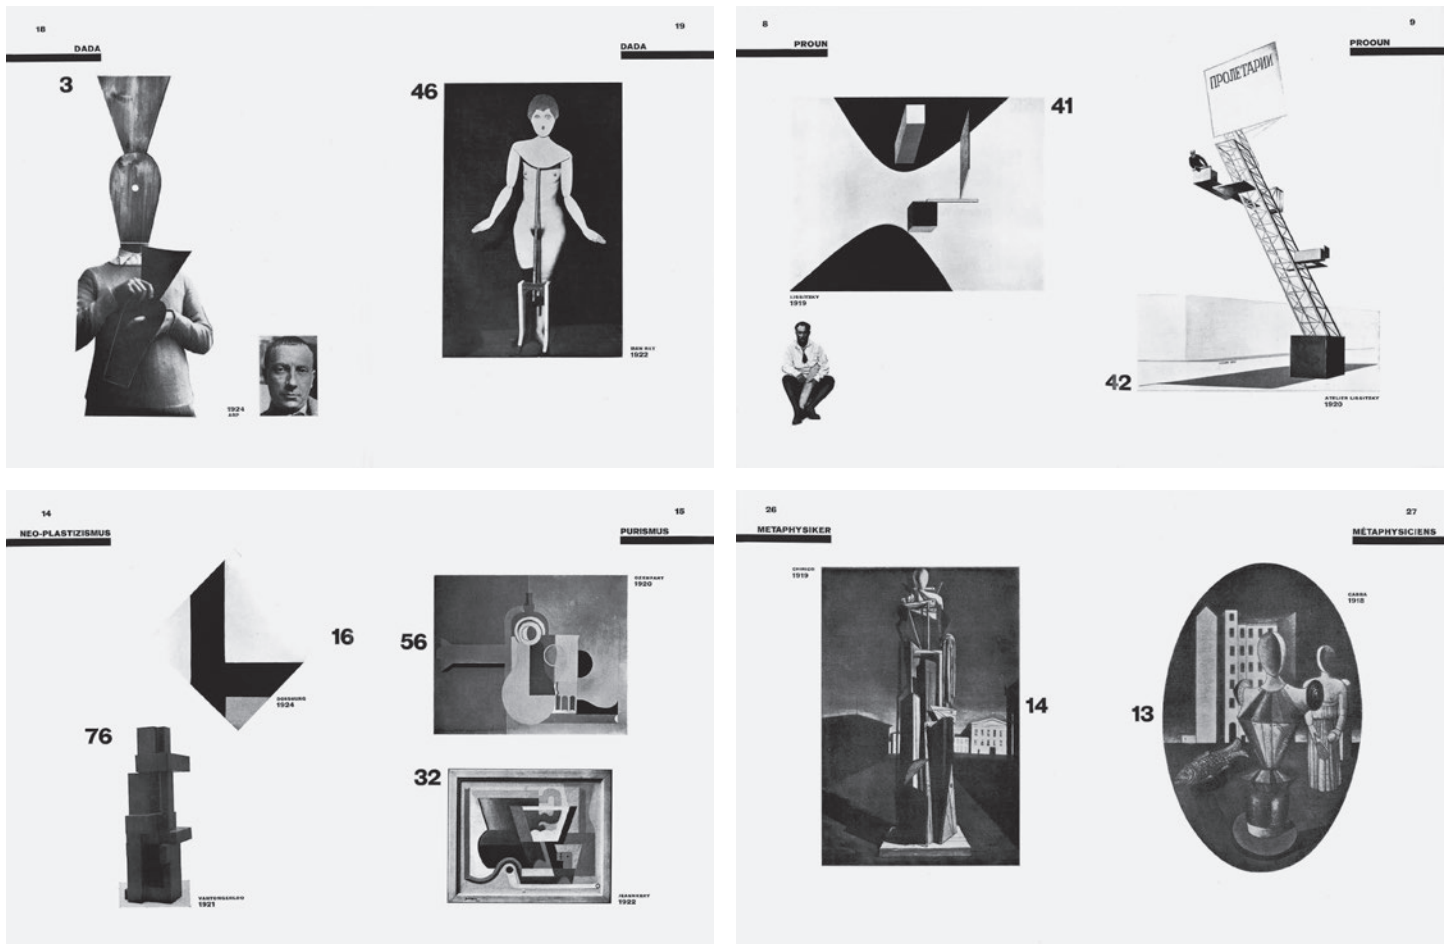 18
DADA
3
1924
ARP
19
DADA
46
MAN RAY
1922
8
PROUN
41
LISSITZKY
1919
9
PROOUN
ПРОЛЕТАРИИ
42
ATELIER LISSITZKY
1920
14
NEO-PLASTIZISMUS
16
DOESBURG
1924
76
VANTONGERLOO
1921
15
PURISMUS
56
1920
32
JEANNERET
1922
26
METAPHYSIKER
CHIRICO
1919
14
27
MÉTAPHYSICIENS
CARRA
1918
13